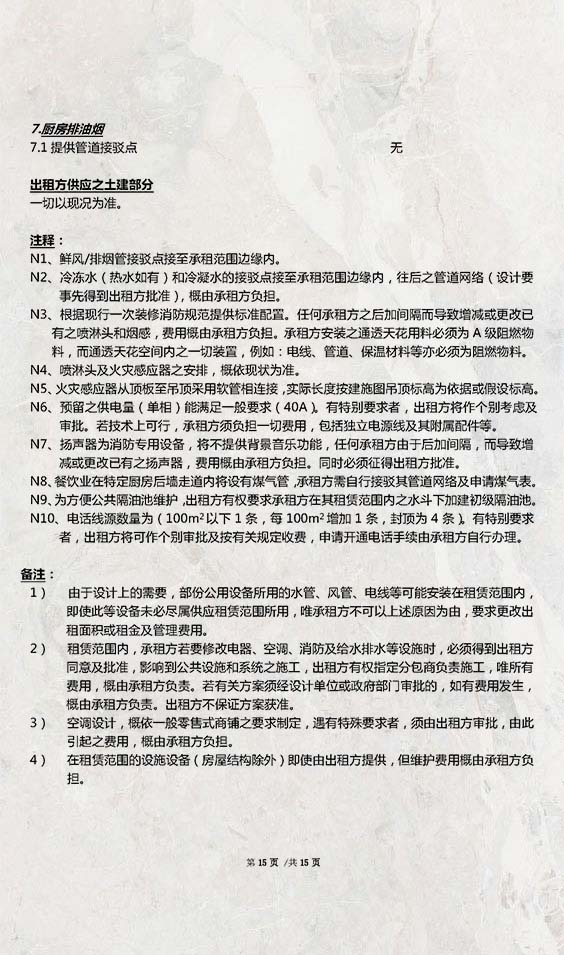 7.厨房排油烟
7.1 提供管道接驳点 无
出租方供应之土建部分
一切以现况为准。
注释：
N1、鲜风/排烟管接驳点接至承租范围边缘内。
N2、冷冻水（热水如有）和冷凝水的接驳点接至承租范围边缘内，往后之管道网络（设计要
事先得到出租方批准），概由承租方负担。
N3、根据现行一次装修消防规范提供标准配置。任何承租方之后加间隔而导致增减或更改已
有之喷淋头和烟感，费用概由承租方负担。承租方安装之通透天花用料必须为 A 级阻燃物
料，而通透天花空间内之一切装置，例如：电线、管道、保温材料等亦必须为阻燃物料。
N4、喷淋头及火灾感应器之安排，概依现状为准。
N5、火灾感应器从顶板至吊顶采用软管相连接，实际长度按建施图吊顶标高为依据或假设标高。
N6、预留之供电量（单相）能满足一般要求（40A）。有特别要求者，出租方将作个别考虑及
审批。若技术上可行，承租方须负担一切费用，包括独立电源线及其附属配件等。
N7、扬声器为消防专用设备，将不提供背景音乐功能，任何承租方由于后加间隔，而导致增
减或更改已有之扬声器，费用概由承租方负担。同时必须征得出租方批准。
N8、餐饮业在特定厨房后墙走道内将设有煤气管，承租方需自行接驳其管道网络及申请煤气表。
N9、为方便公共隔油池维护，出租方有权要求承租方在其租赁范围内之水斗下加建初级隔油池。
N10、电话线源数量为（100m²以下 1 条，每 100m²增加 1 条，封顶为 4 条）。有特别要求
者，出租方将可作个别审批及按有关规定收费，申请开通电话手续由承租方自行办理。
备注：
1） 由于设计上的需要，部份公用设备所用的水管、风管、电线等可能安装在租赁范围内，
即使此等设备未必尽属供应租赁范围所用，唯承租方不可以上述原因为由，要求更改出
租面积或租金及管理费用。
2） 租赁范围内，承租方若要修改电器、空调、消防及给水排水等设施时，必须得到出租方
同意及批准，影响到公共设施和系统之施工，出租方有权指定分包商负责施工，唯所有
费用，概由承租方负责。若有关方案须经设计单位或政府部门审批的，如有费用发生，
概由承租方负责。出租方不保证方案获准。
3） 空调设计，概依一般零售式商铺之要求制定，遇有特殊要求者，须由出租方审批，由此
引起之费用，概由承租方负担。
4） 在租赁范围的设施设备（房屋结构除外）即使由出租方提供，但维护费用概由承租方负
担。
第 15 页 /共 15 页